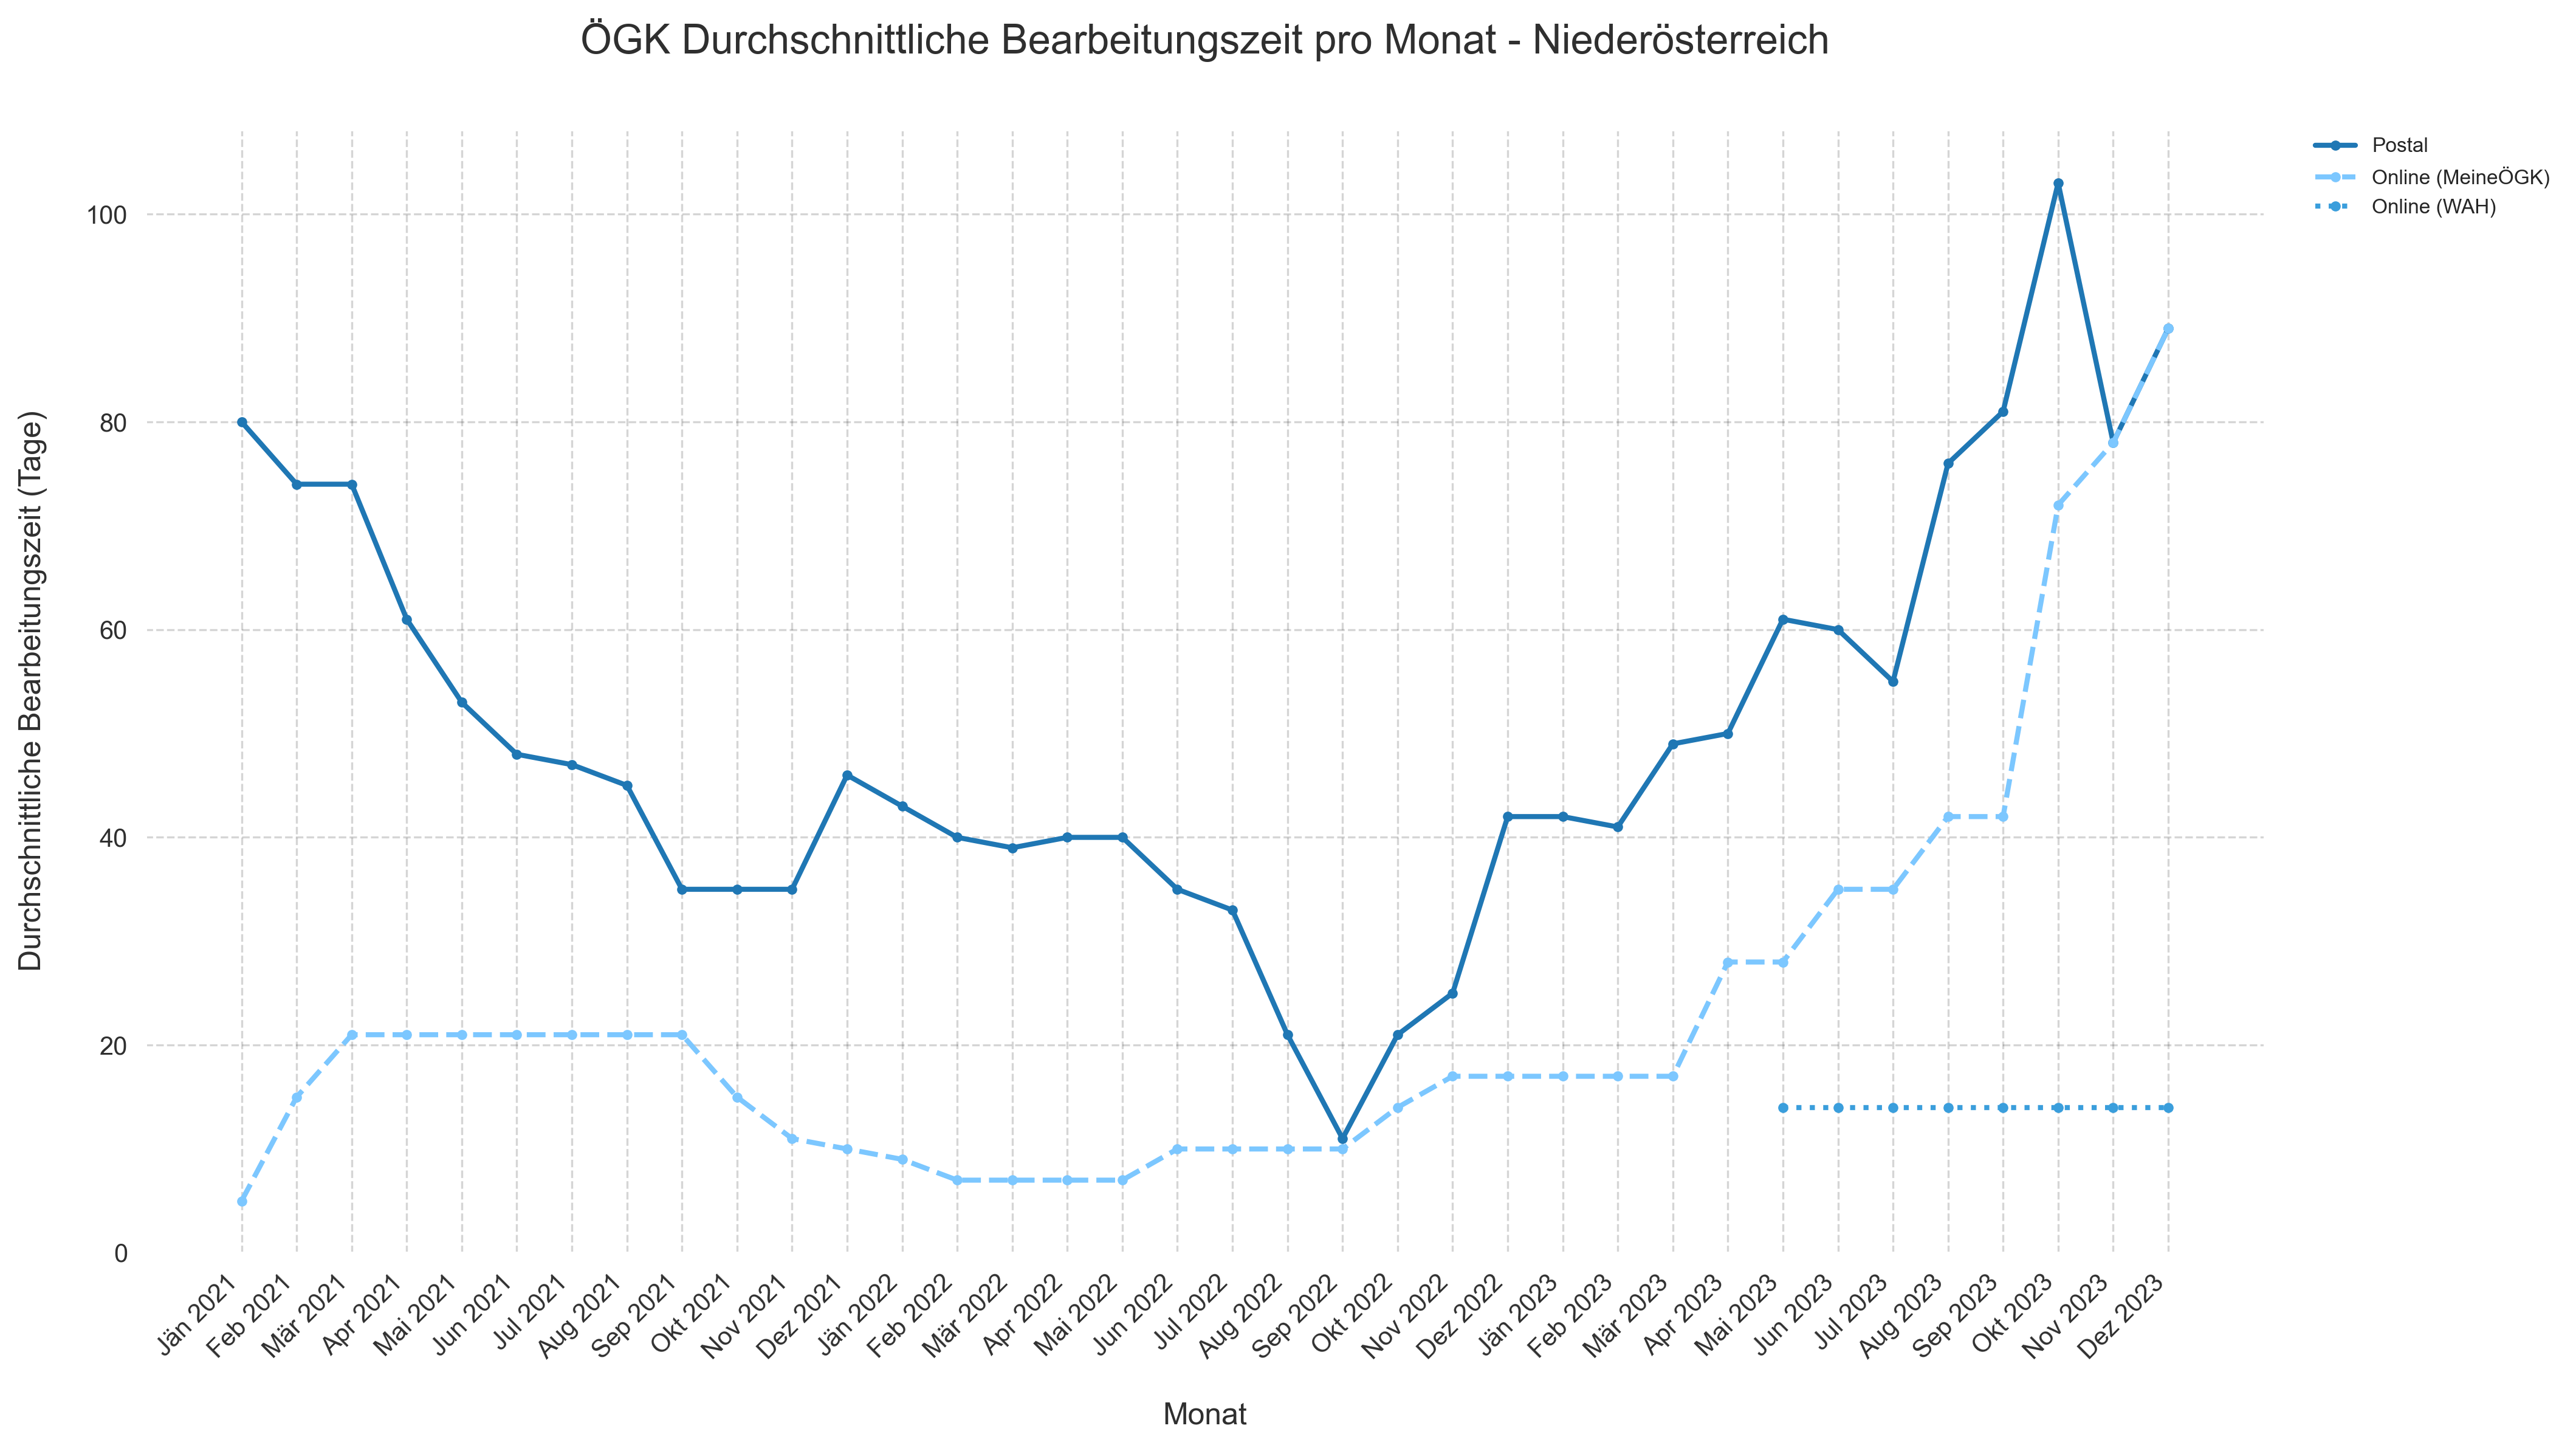 ÖGK Durchschnittliche Bearbeitungszeit pro Monat - Niederösterreich
Postal
Online (MeineÖGK)
Online (WAH)
Durchschnittliche Bearbeitungszeit (Tage)
100
80
60
40
20
0
Jän 2021
Feb 2021
Mär 2021
Apr 2021
Mai 2021
Jun 2021
Jul 2021
Aug 2021
Sep 2021
Okt 2021
Nov 2021
Dez 2021
Jän 2022
Feb 2022
Mär 2022
Apr 2022
Mai 2022
Jun 2022
Jul 2022
Aug 2022
Sep 2022
Okt 2022
Nov 2022
Dez 2022
Jän 2023
Feb 2023
Mär 2023
Apr 2023
Mai 2023
Jun 2023
Jul 2023
Aug 2023
Sep 2023
Okt 2023
Nov 2023
Dez 2023
Monat